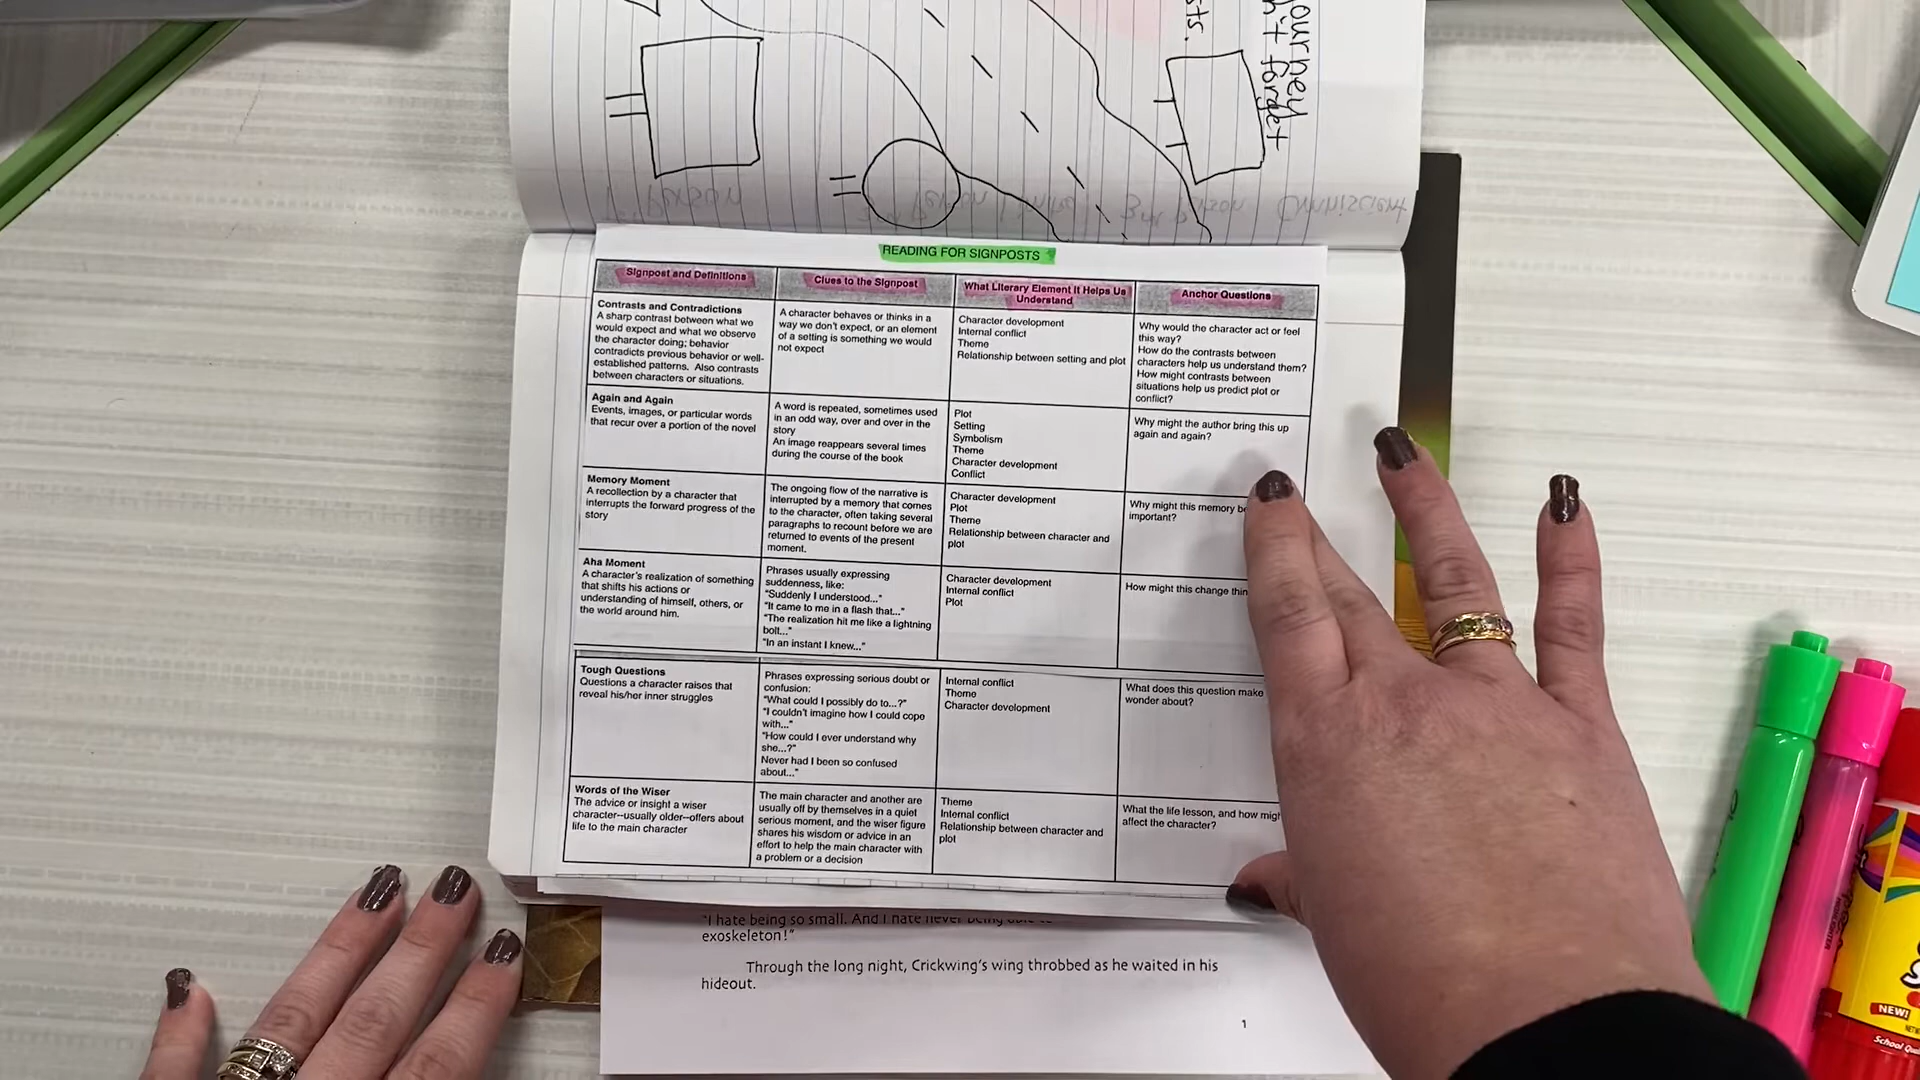 ourney
n't forget
sts.
1st Person 3rd Person Limited 3rd Person Omniscient
READING FOR SIGNPOSTS
Signpost and Definitions
Clues to the Signpost
What Literary Element It Helps Us
Understand
Anchor Questions
Contrasts and Contradictions
A sharp contrast between what we
would expect and what we observe
the character doing; behavior
contradicts previous behavior or well-
established patterns. Also contrasts
between characters or situations.
A character behaves or thinks in a
way we don't expect, or an element
of a setting is something we would
not expect
Character development
Internal conflict
Theme
Relationship between setting and plot
Why would the character act or feel
this way?
How do the contrasts between
characters help us understand them?
How might contrasts between
situations help us predict plot or
conflict?
Again and Again
Events, images, or particular words
that recur over a portion of the novel
A word is repeated, sometimes used
in an odd way, over and over in the
story
An image reappears several times
during the course of the book
Plot
Setting
Symbolism
Theme
Character development
Conflict
Why might the author bring this up
again and again?
Memory Moment
A recollection by a character that
interrupts the forward progress of the
story
The ongoing flow of the narrative is
interrupted by a memory that comes
to the character, often taking several
paragraphs to recount before we are
returned to events of the present
moment.
Character development
Plot
Theme
Relationship between character and
plot
Why might this memory be
important?
Aha Moment
A character's realization of something
that shifts his actions or
understanding of himself, others, or
the world around him.
Phrases usually expressing
suddenness, like:
"Suddenly I understood..."
"It came to me in a flash that..."
"The realization hit me like a lightning
bolt..."
"In an instant I knew..."
Character development
Internal conflict
Plot
How might this change thin
Tough Questions
Questions a character raises that
reveal his/her inner struggles
Phrases expressing serious doubt or
confusion:
"What could I possibly do to...?"
"I couldn't imagine how I could cope
with..."
"How could I ever understand why
she...?"
Never had I been so confused
about..."
Internal conflict
Theme
Character development
What does this question make
wonder about?
Words of the Wiser
The advice or insight a wiser
character--usually older--offers about
life to the main character
The main character and another are
usually off by themselves in a quiet
serious moment, and the wiser figure
shares his wisdom or advice in an
effort to help the main character with
a problem or a decision
Theme
Internal conflict
Relationship between character and
plot
What the life lesson, and how migh
affect the character?
"I hate being so small. And I hate never being
exoskeleton!"
Through the long night, Crickwing's wing throbbed as he waited in his
hideout.
1
NEW!
School Qu